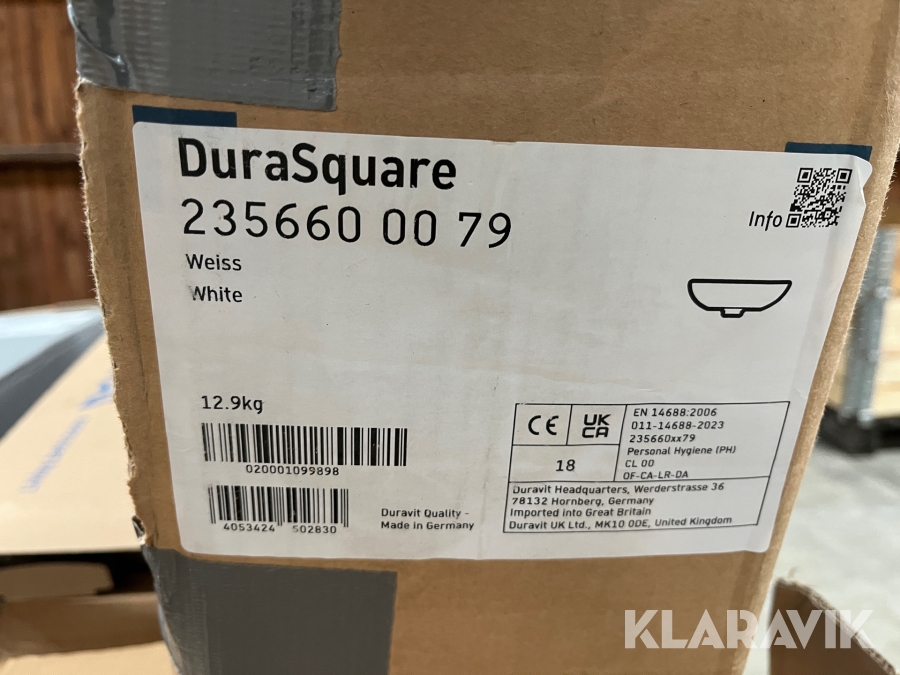 DuraSquare
235660 00 79
Weiss
White
Info
12.9kg
020001099898
4053424 502830
Duravit Quality -
Made in Germany
CE
UK
CA
18
EN 14688:2006
011-14688-2023
235660xx79
Personal Hygiene (PH)
CL 00
OF-CA-LR-DA
Duravit Headquarters, Werderstrasse 36
78132 Hornberg, Germany
Imported into Great Britain
Duravit UK Ltd., MK10 0DE, United Kingdom
KLARAVIK